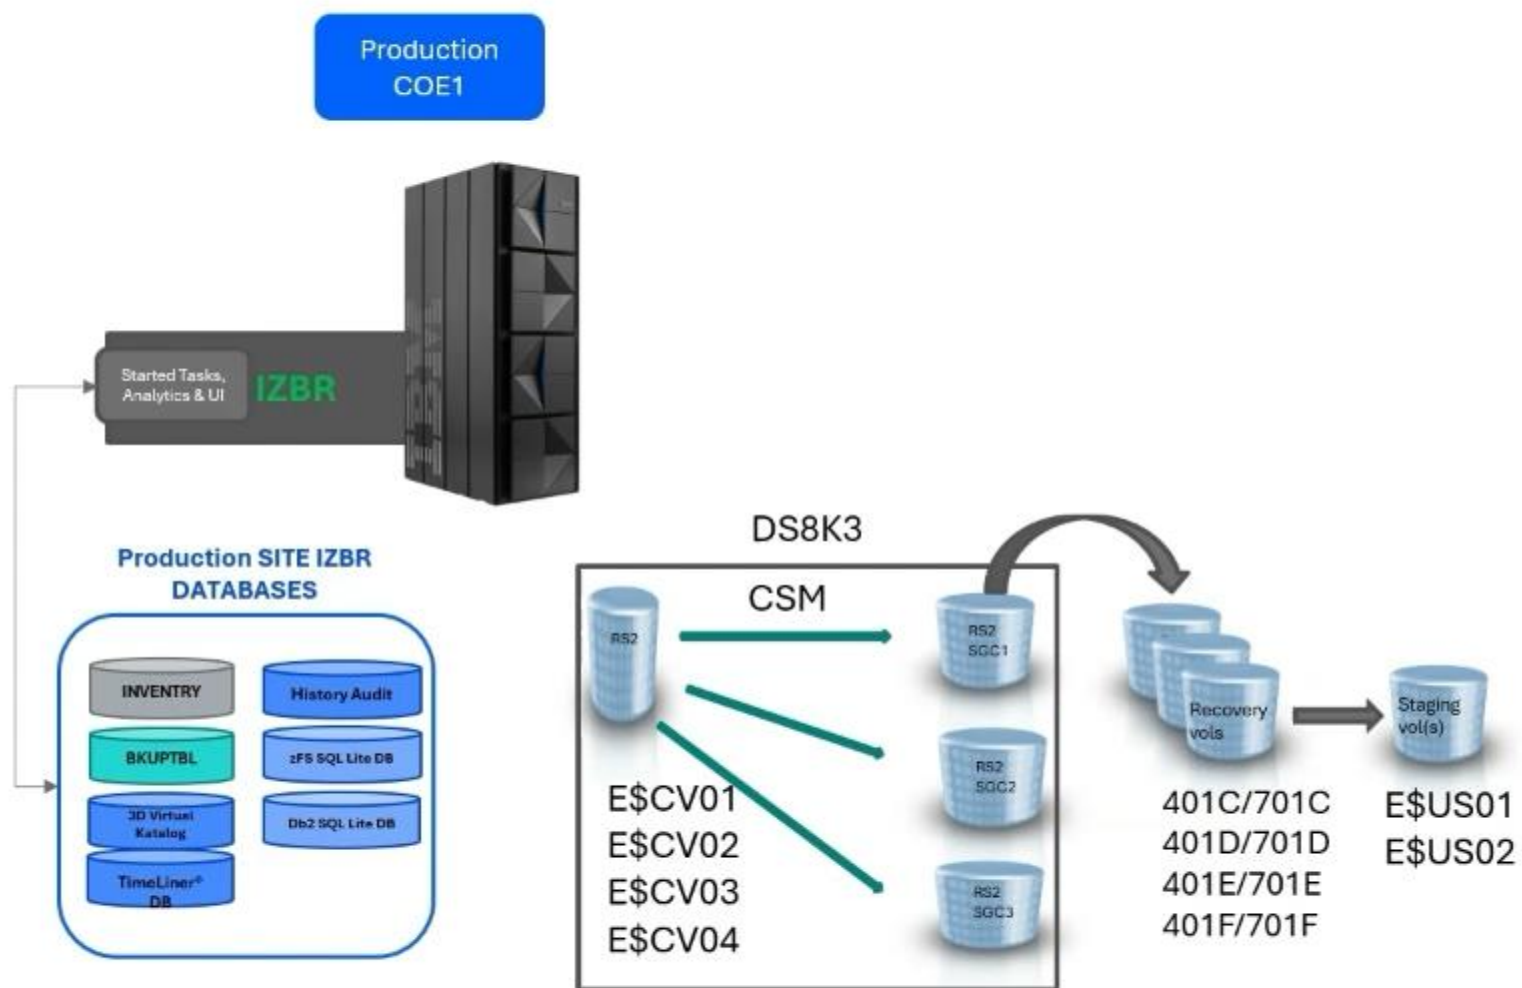 Production
COE1
Started Tasks,
Analytics & UI
IZBR
Production SITE IZBR
DATABASES
INVENTRY
BKUPTBL
3D Virtual
Katalog
TimeLiner®
DB
History Audit
zFS SQL Lite DB
Db2 SQL Lite DB
DS8K3
CSM
RS2
E$CV01
E$CV02
E$CV03
E$CV04
RS2
SGC1
RS2
SGC2
RS2
SGC3
Recovery
vols
401C/701C
401D/701D
401E/701E
401F/701F
Staging
vol(s)
E$US01
E$US02